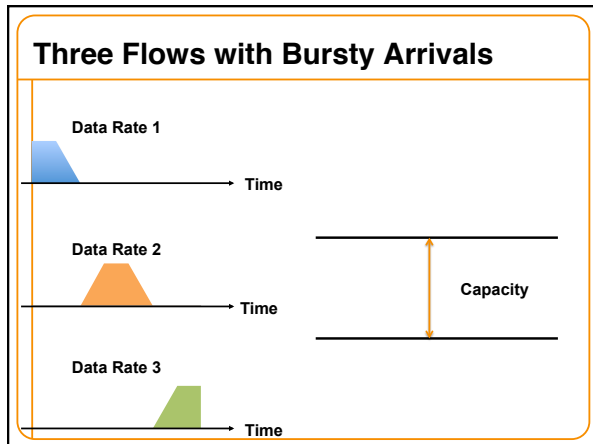 Three Flows with Bursty Arrivals
Data Rate 1
Time
Data Rate 2
Time
Capacity
Data Rate 3
Time